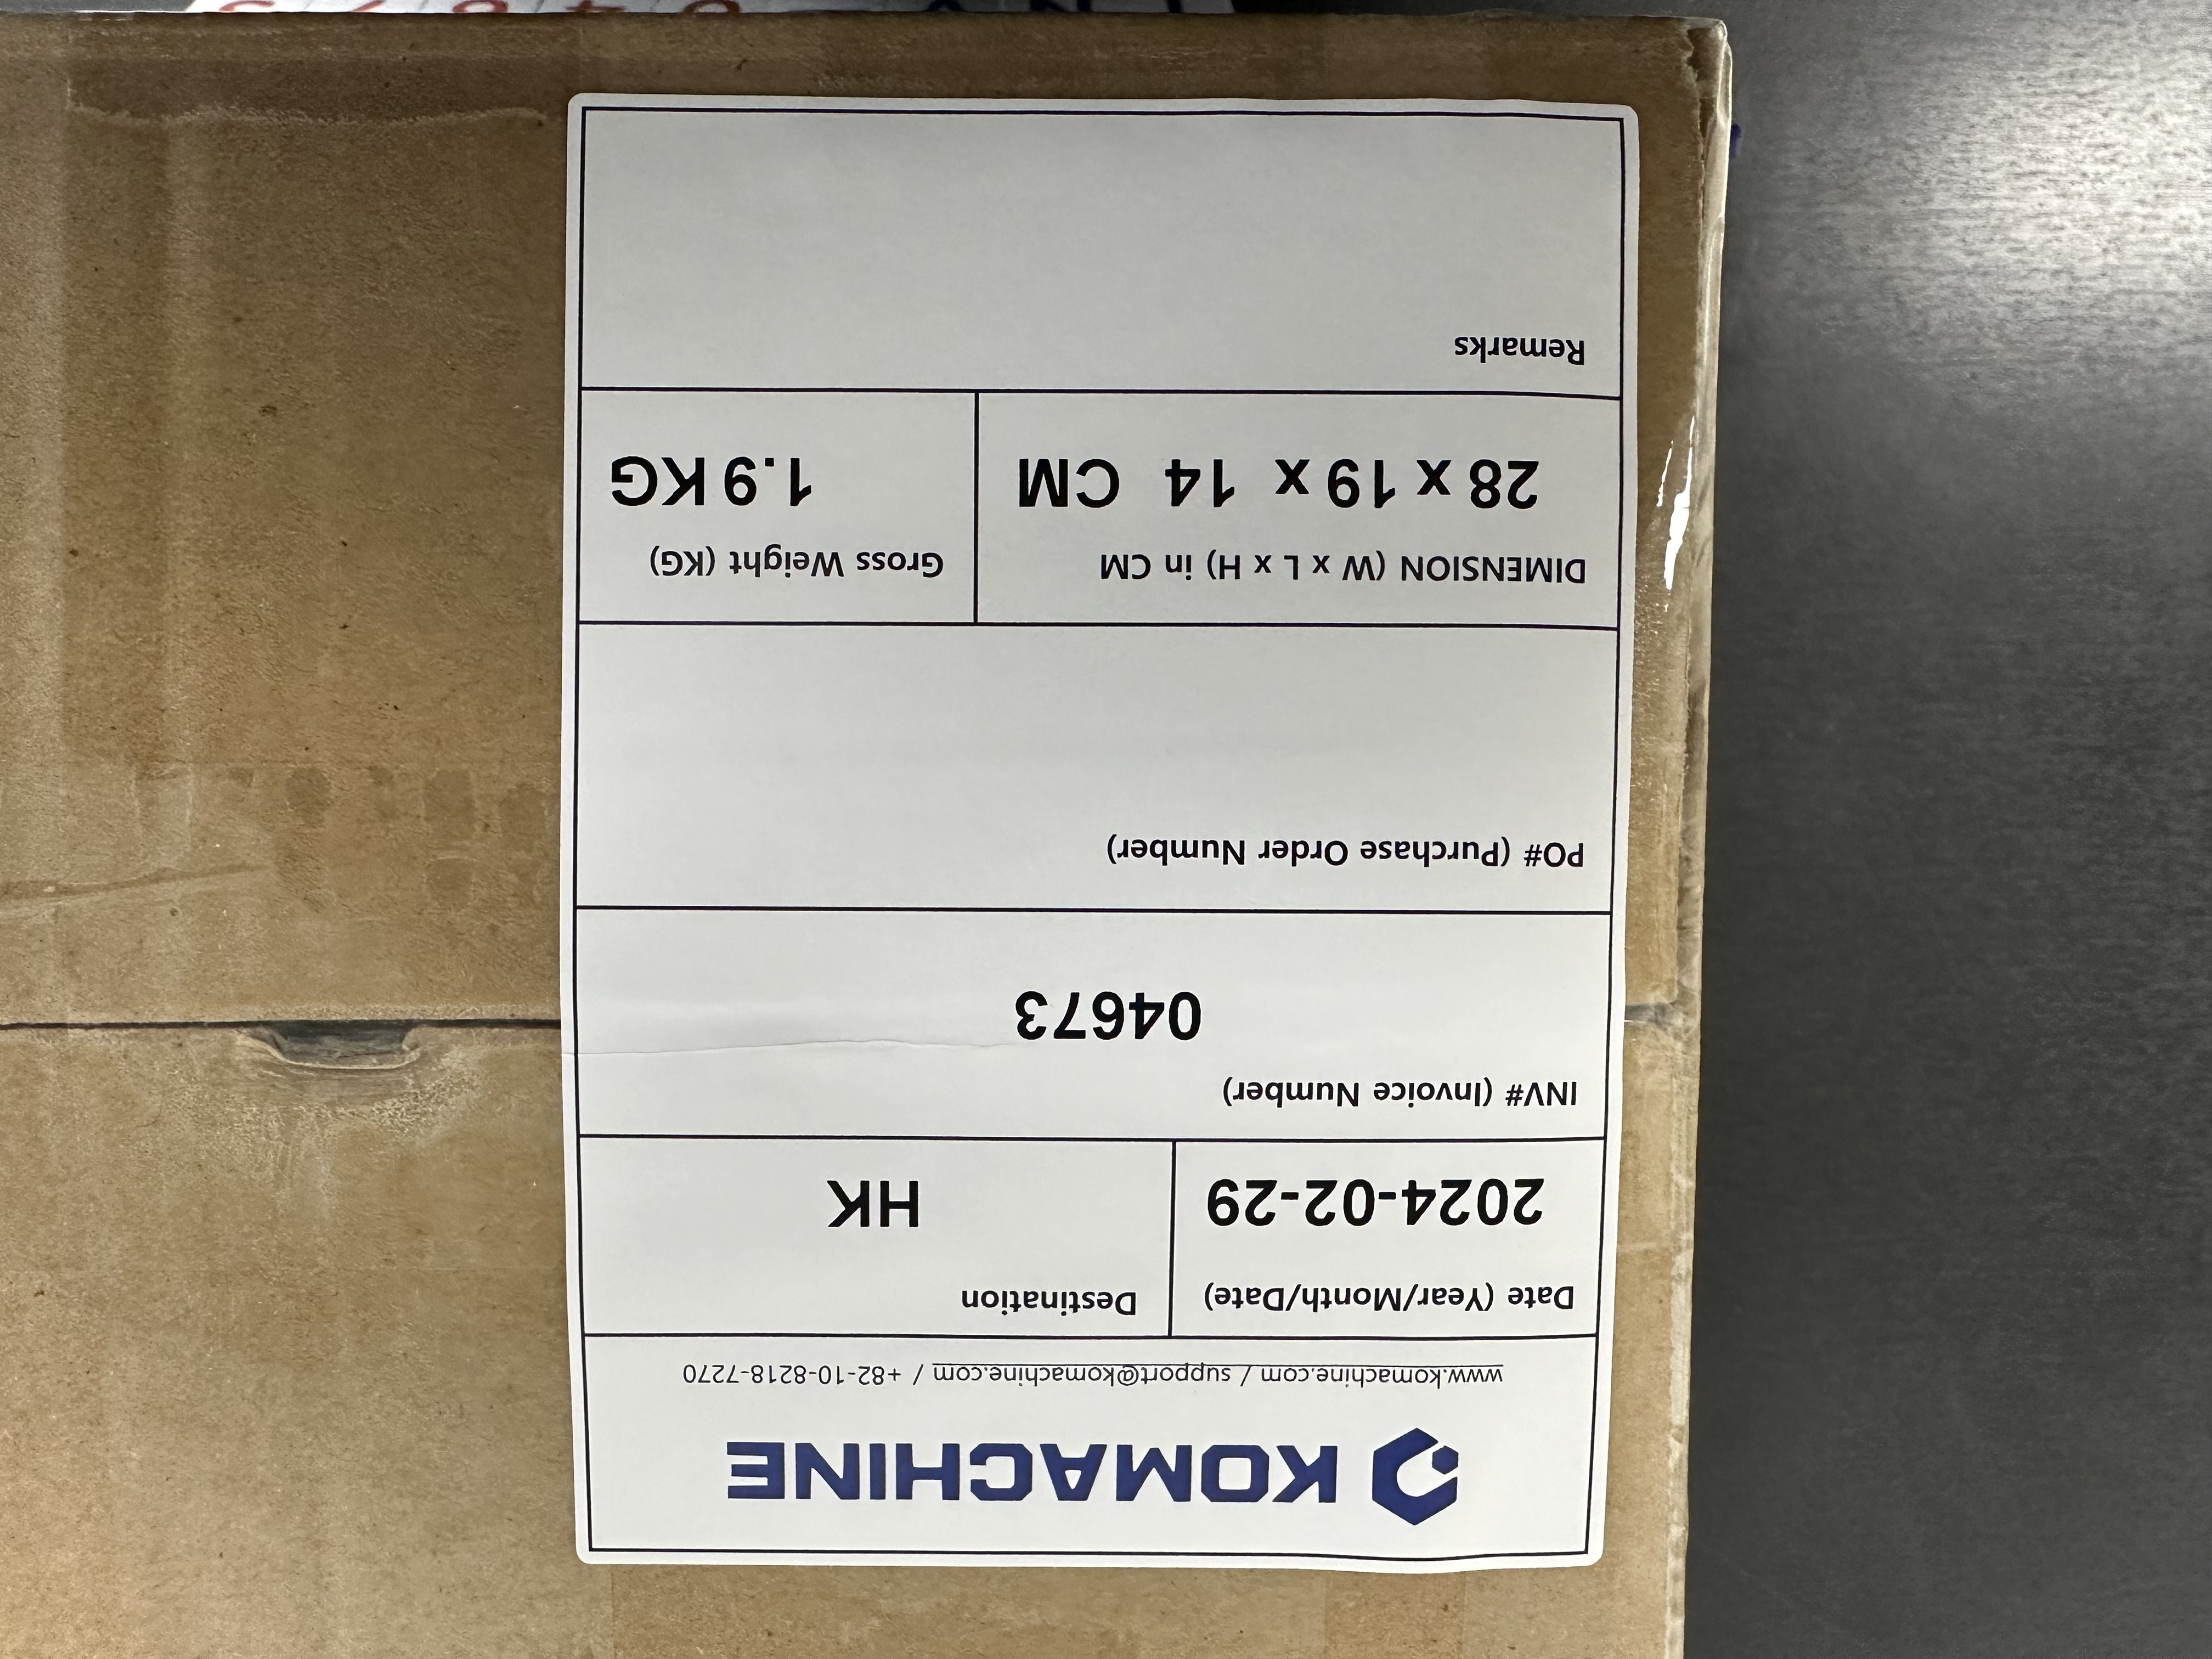 KOMACHINE
www.komachine.com / support@komachine.com / +82-10-8218-7270
Date (Year/Month/Date)
2024-02-29
Destination
HK
INV# (Invoice Number)
04673
PO# (Purchase Order Number)
DIMENSION (W x L x H) in CM
28 x 19 x 14 CM
Gross Weight (KG)
1.9 KG
Remarks